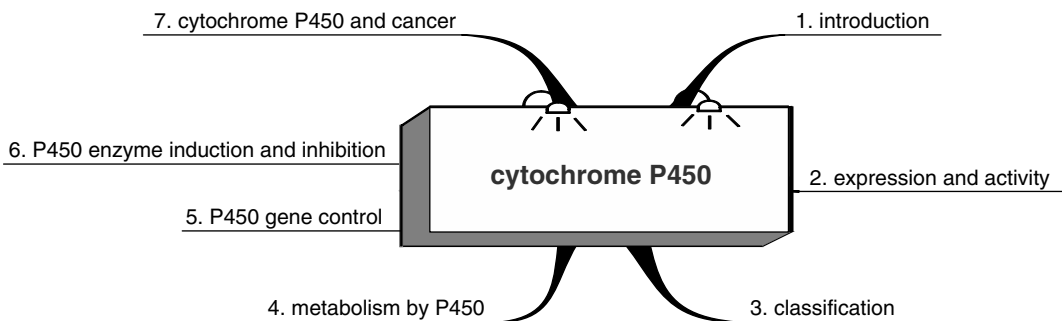 7. cytochrome P450 and cancer
1. introduction
6. P450 enzyme induction and inhibition
cytochrome P450
2. expression and activity
5. P450 gene control
4. metabolism by P450
3. classification